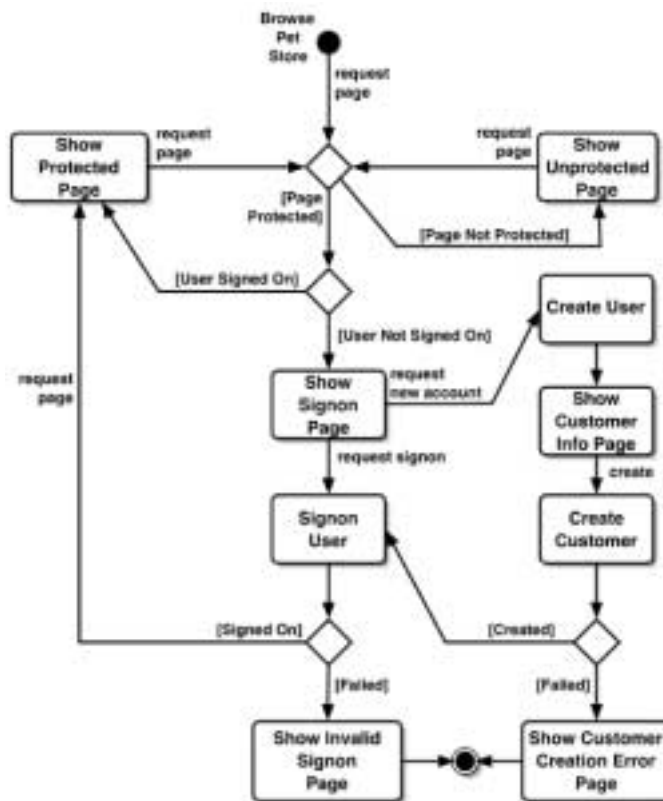 Browse
Pet
Store
request
page
Show
Protected
Page
request
page
request
page
Show
Unprotected
Page
[Page
Protected]
[Page Not Protected]
[User Signed On]
Create User
[User Not Signed On]
request
page
Show
Signon
Page
request
new account
Show
Customer
Info Page
request signon
create
Signon
User
Create
Customer
[Signed On]
[Created]
[Failed]
[Failed]
Show Invalid
Signon
Page
Show Customer
Creation Error
Page